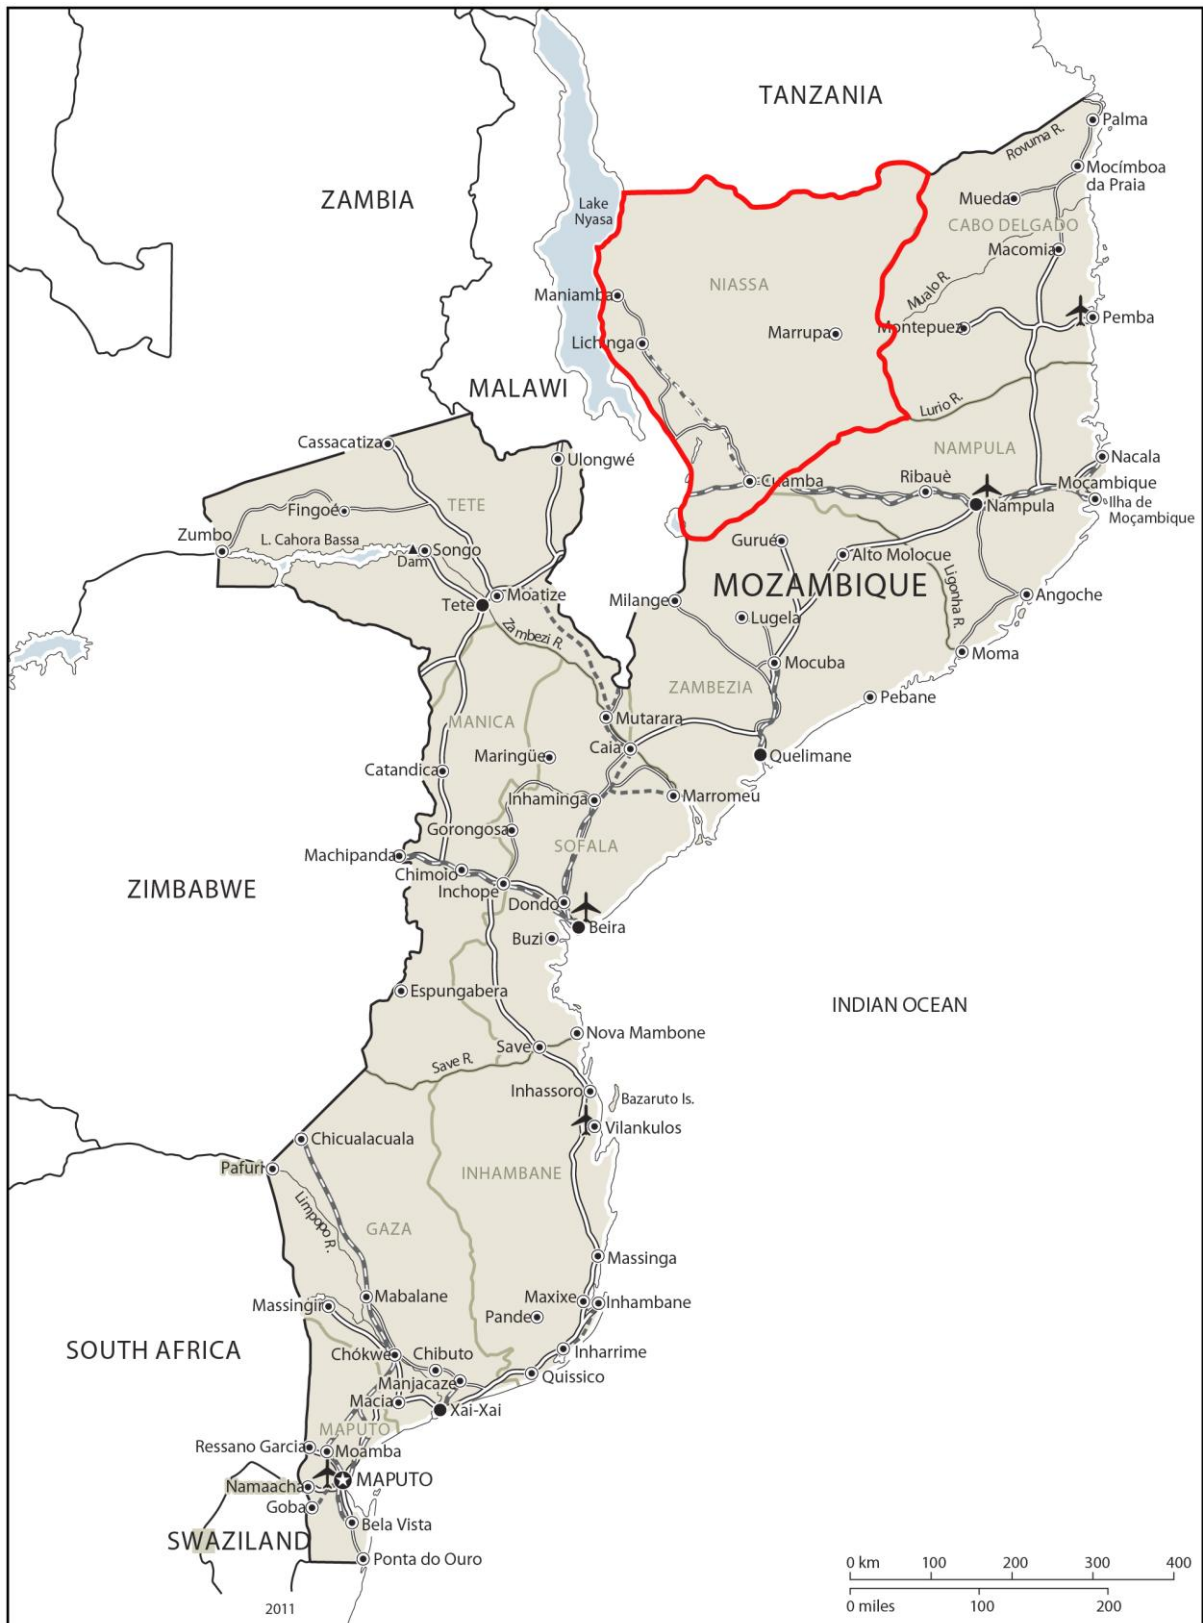 TANZANIA
Palma
Rovuma R.
Mocímboa
da Praia
ZAMBIA
Lake
Nyasa
Mueda
CABO DELGADO
Macomia
NIASSA
Mualo R.
Maniamba
Pemba
Montepuez
Marrupa
Lichinga
MALAWI
Lurio R.
Cassacatiza
NAMPULA
Ulongwé
Nacala
Cuamba
Ribauè
Moçambique
TETE
Ilha de
Moçambique
Fingoé
Nampula
Zumbo
L. Cahora Bassa
Songo
Dam
Gurué
Alto Molocue
MOZAMBIQUE
Ligonha R.
Moatize
Angoche
Tete
Milange
Lugela
Zambezi R.
Moma
Mocuba
ZAMBEZIA
Pebane
MANICA
Mutarara
Caia
Maringüe
Quelimane
Catandica
Inhaminga
Marromeu
Gorongosa
SOFALA
Machipanda
Chimoio
ZIMBABWE
Inchope
Dondo
Beira
Buzi
Espungabera
INDIAN OCEAN
Nova Mambone
Save
Save R.
Inhassoro
Bazaruto Is.
Vilankulos
Chicualacuala
Pafuri
INHAMBANE
Limpopo R.
GAZA
Massinga
Mabalane
Maxixe
Inhambane
Massingir
Pande
SOUTH AFRICA
Chókwe
Chibuto
Inharrime
Manjacaze
Quissico
Macia
Xai-Xai
MAPUTO
Ressano Garcia
Moamba
MAPUTO
Namaacha
Goba
Bela Vista
SWAZILAND
Ponta do Ouro
0 km 100 200 300 400
0 miles 100 200
2011